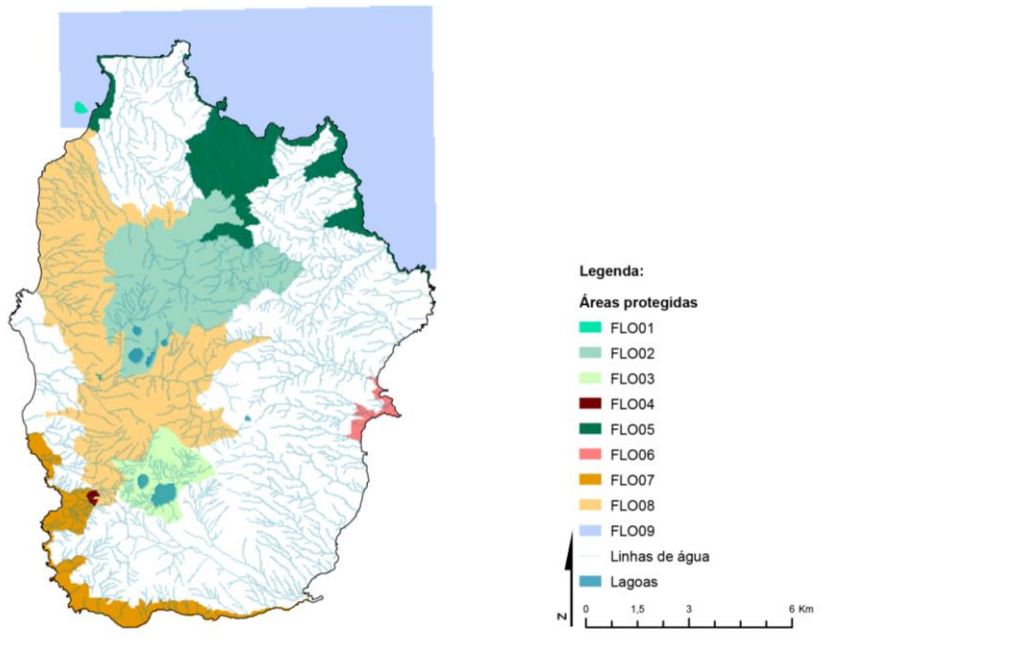 Legenda:
Áreas protegidas
FLO01
FLO02
FLO03
FLO04
FLO05
FLO06
FLO07
FLO08
FLO09
Linhas de água
Lagoas
N
0 1,5 3 6 Km